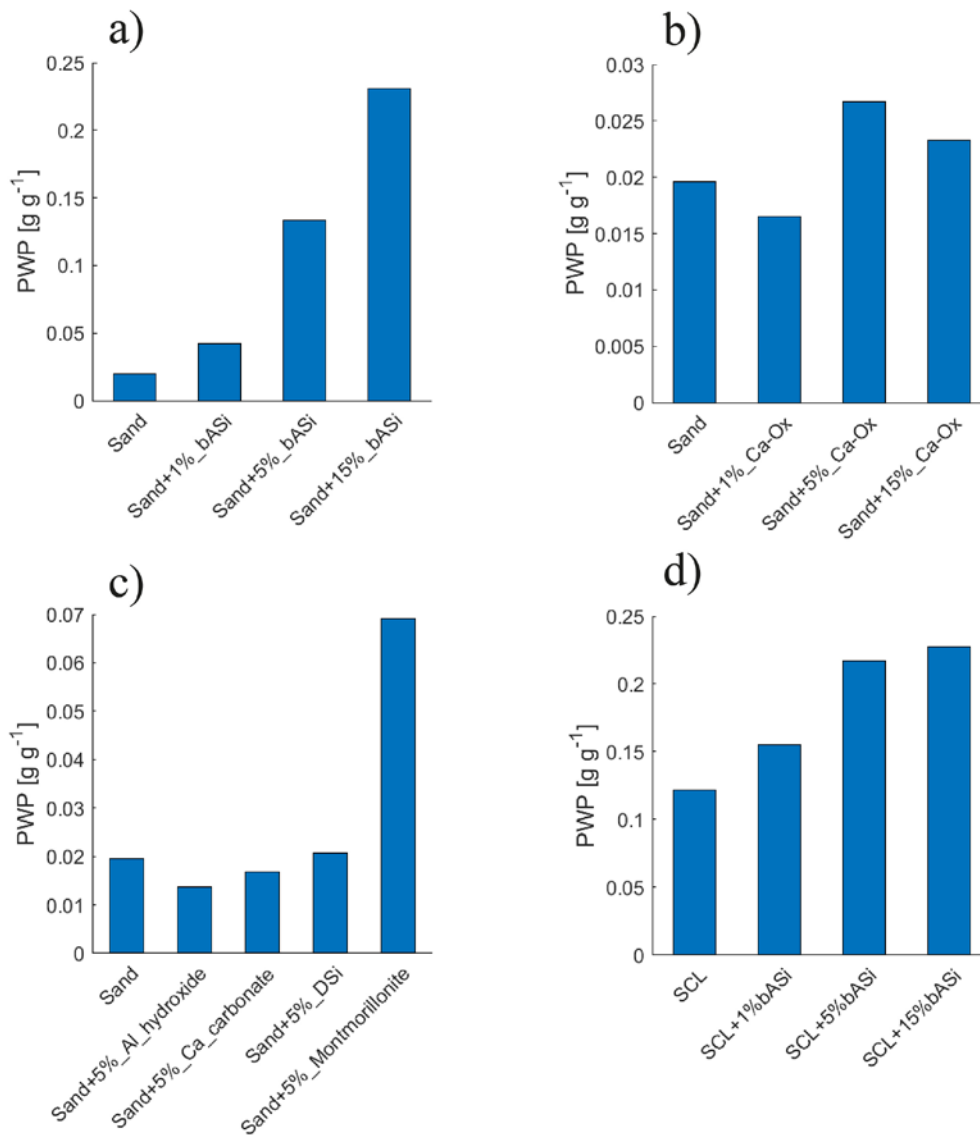 a)
0.25
0.2
0.15
0.1
0.05
0
PWP [g g⁻¹]
Sand
Sand+1%_bASi
Sand+5%_bASi
Sand+15%_bASi
b)
0.03
0.025
0.02
0.015
0.01
0.005
0
PWP [g g⁻¹]
Sand
Sand+1%_Ca-Ox
Sand+5%_Ca-Ox
Sand+15%_Ca-Ox
c)
0.07
0.06
0.05
0.04
0.03
0.02
0.01
0
PWP [g g⁻¹]
Sand
Sand+5%_Al_hydroxide
Sand+5%_Ca_carbonate
Sand+5%_DSi
Sand+5%_Montmorillonite
d)
0.25
0.2
0.15
0.1
0.05
0
PWP [g g⁻¹]
SCL
SCL+1%bASi
SCL+5%bASi
SCL+15%bASi